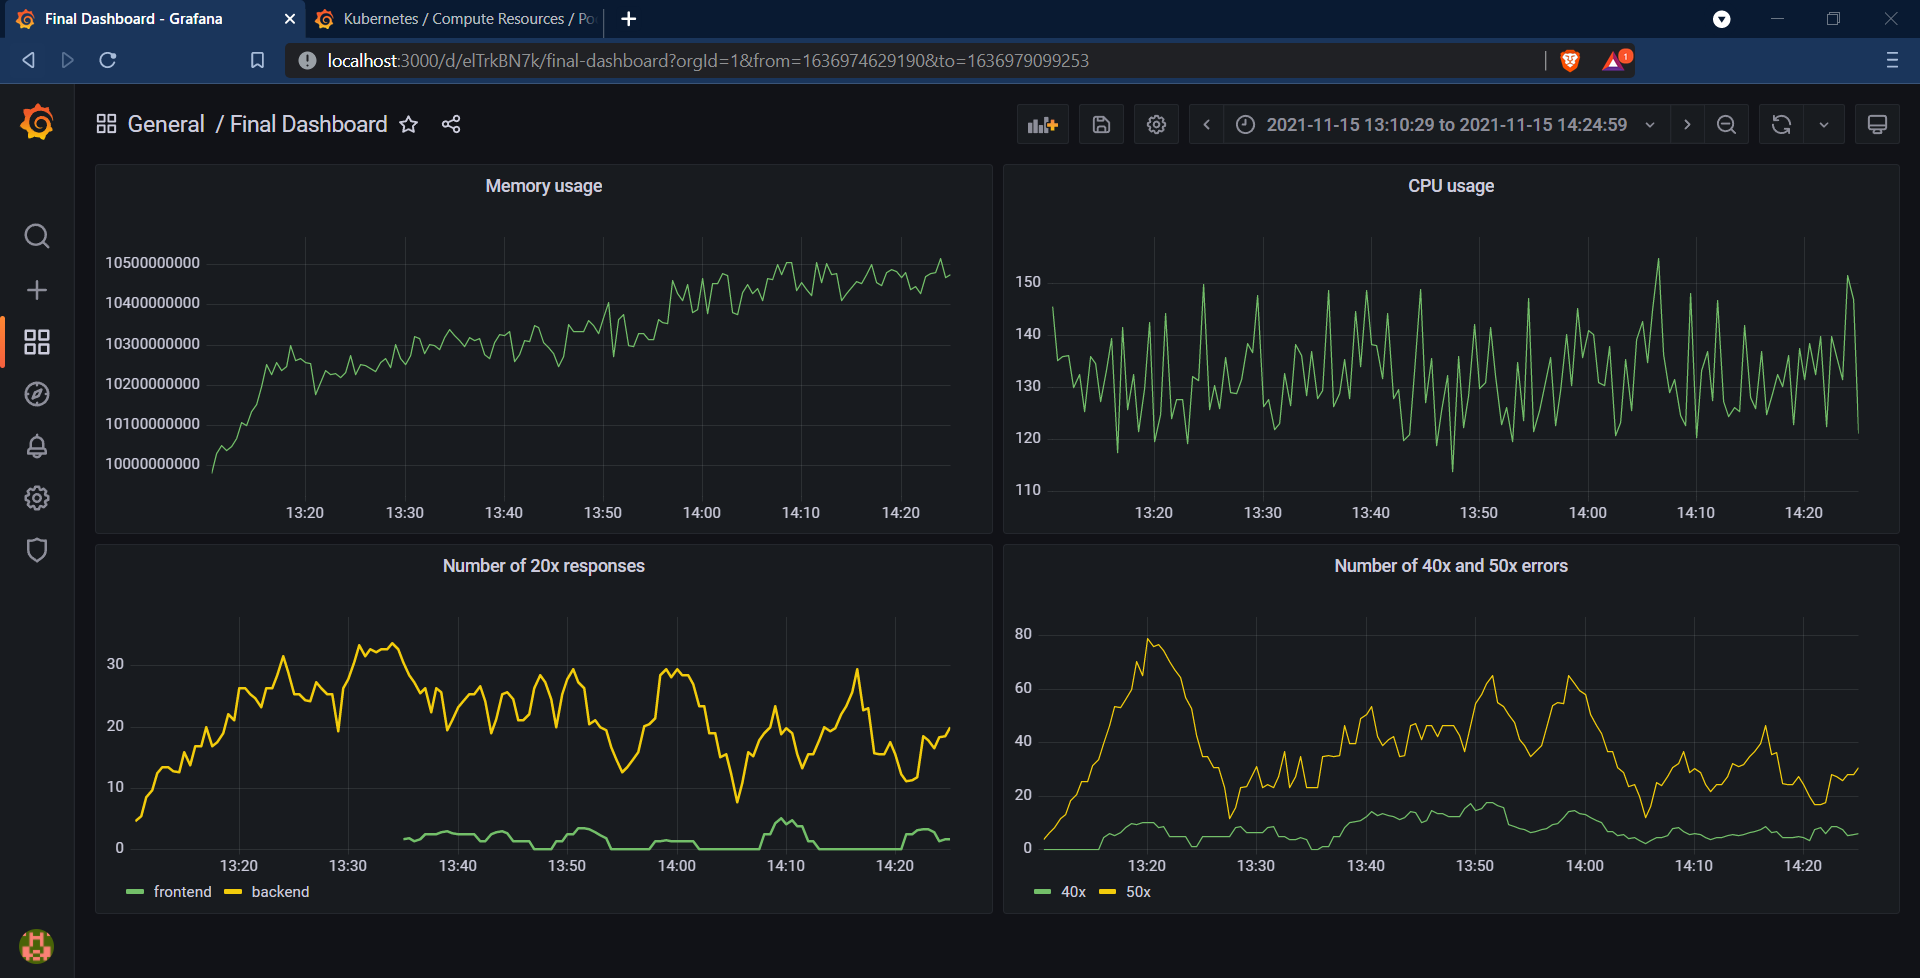 Final Dashboard - Grafana
Kubernetes / Compute Resources / Po
localhost:3000/d/elTrkBN7k/final-dashboard?orgId=1&from=1636974629190&to=1636979099253
1
General / Final Dashboard
2021-11-15 13:10:29 to 2021-11-15 14:24:59
Memory usage
10500000000
10400000000
10300000000
10200000000
10100000000
10000000000
13:20 13:30 13:40 13:50 14:00 14:10 14:20
CPU usage
150
140
130
120
110
13:20 13:30 13:40 13:50 14:00 14:10 14:20
Number of 20x responses
30
20
10
0
13:20 13:30 13:40 13:50 14:00 14:10 14:20
frontend backend
Number of 40x and 50x errors
80
60
40
20
0
13:20 13:30 13:40 13:50 14:00 14:10 14:20
40x 50x